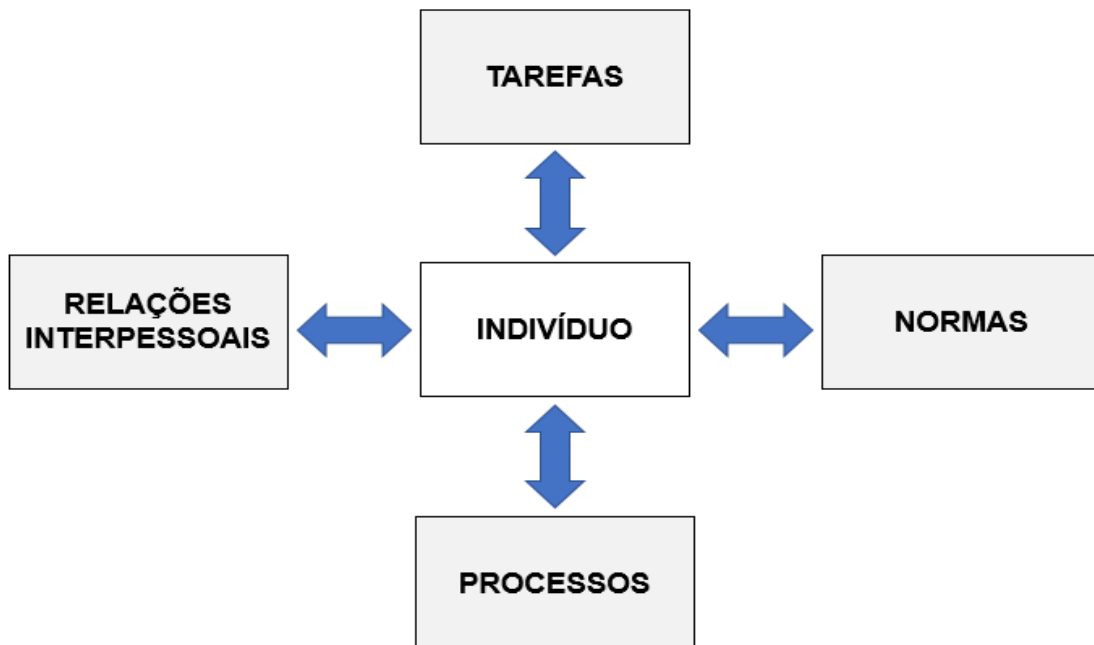 TAREFAS
RELAÇÕES
INTERPESSOAIS
INDIVÍDUO
NORMAS
PROCESSOS